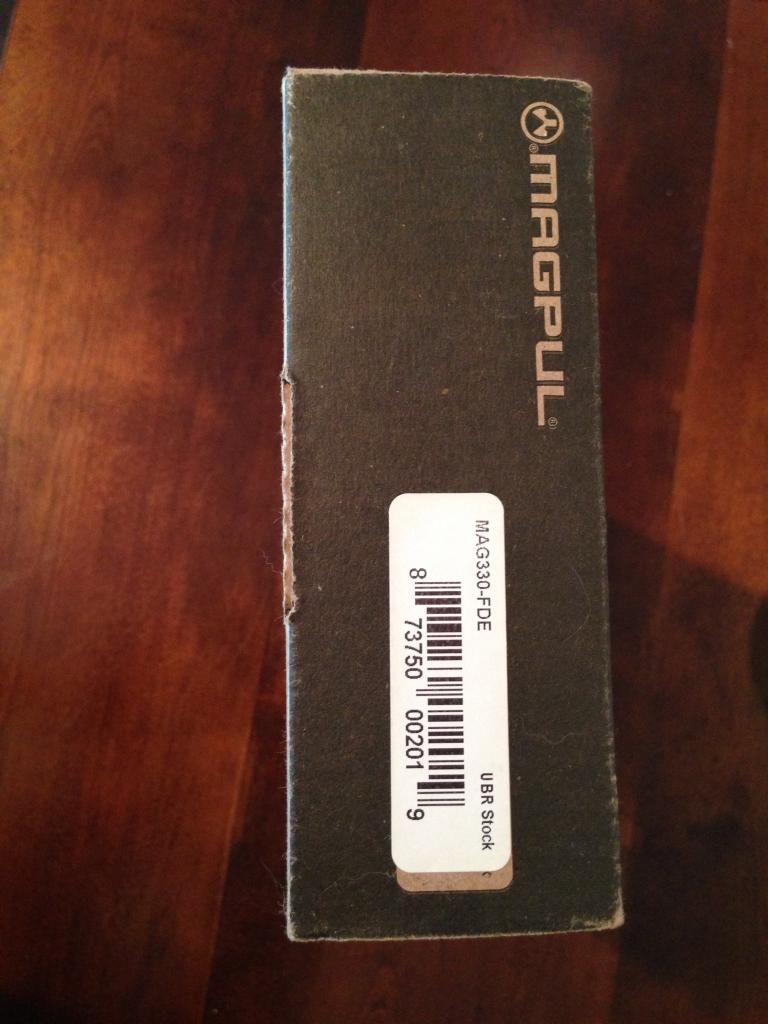 MAGPUL
MAG330-FDE
UBR Stock
8 73750 00201 9